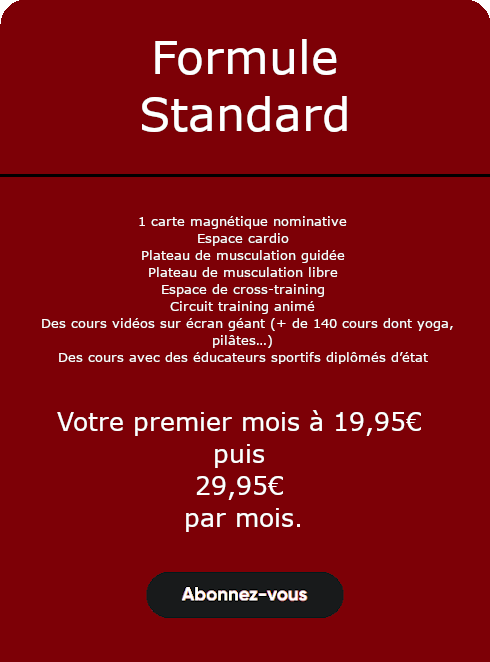 Formule
Standard
1 carte magnétique nominative
Espace cardio
Plateau de musculation guidée
Plateau de musculation libre
Espace de cross-training
Circuit training animé
Des cours vidéos sur écran géant (+ de 140 cours dont yoga,
pilâtes...)
Des cours avec des éducateurs sportifs diplômés d’état
Votre premier mois à 19,95€
puis
29,95€
par mois.
Abonnez-vous